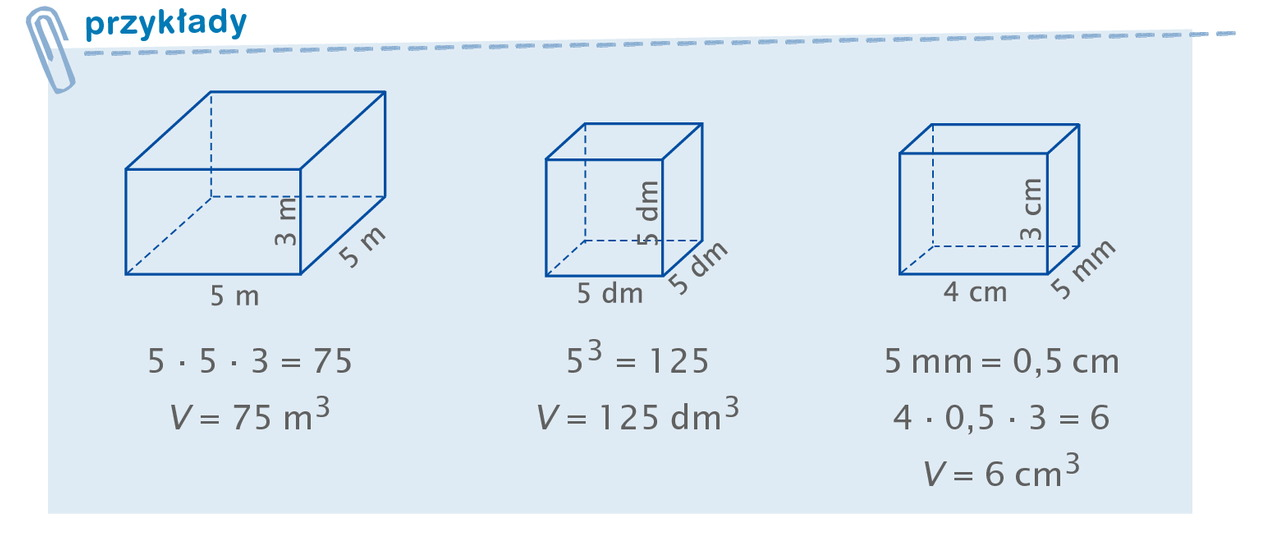 przykłady
3 m
5 m
5 m
5 · 5 · 3 = 75
V = 75 m³
5 dm
5 dm
5 dm
5³ = 125
V = 125 dm³
3 cm
5 mm
4 cm
5 mm = 0,5 cm
4 · 0,5 · 3 = 6
V = 6 cm³